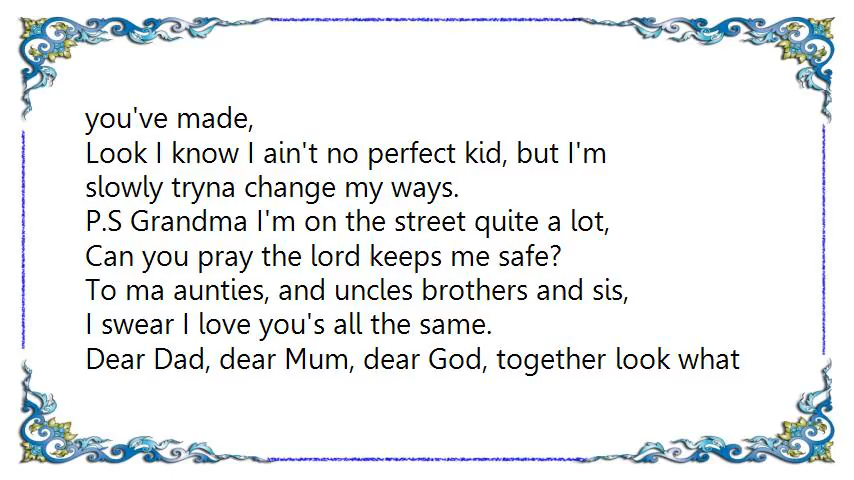 you've made,
Look I know I ain't no perfect kid, but I'm
slowly tryna change my ways.
P.S Grandma I'm on the street quite a lot,
Can you pray the lord keeps me safe?
To ma aunties, and uncles brothers and sis,
I swear I love you's all the same.
Dear Dad, dear Mum, dear God, together look what